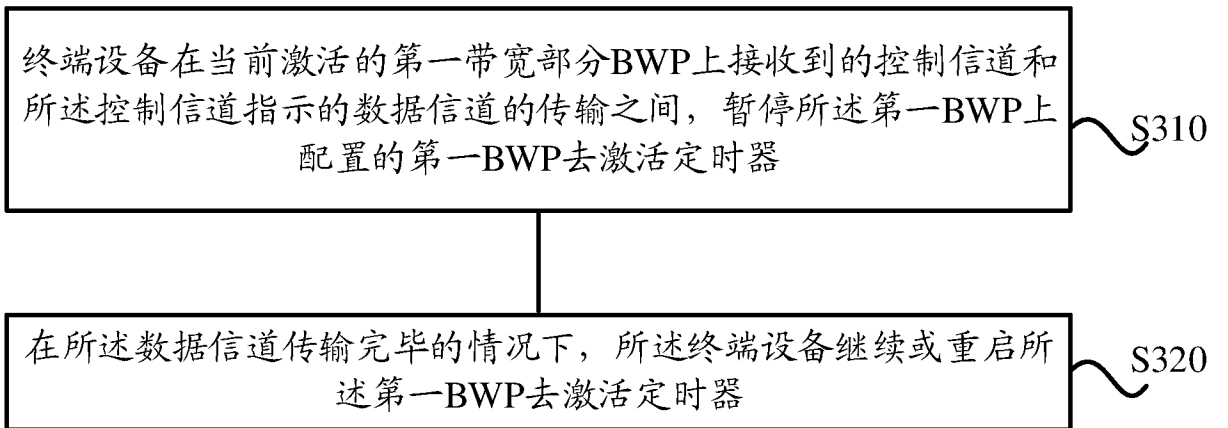 终端设备在当前激活的第一带宽部分BWP上接收到的控制信道和
所述控制信道指示的数据信道的传输之间，暂停所述第一BWP上
配置的第一BWP去激活定时器
S310
在所述数据信道传输完毕的情况下，所述终端设备继续或重启所
述第一BWP去激活定时器
S320